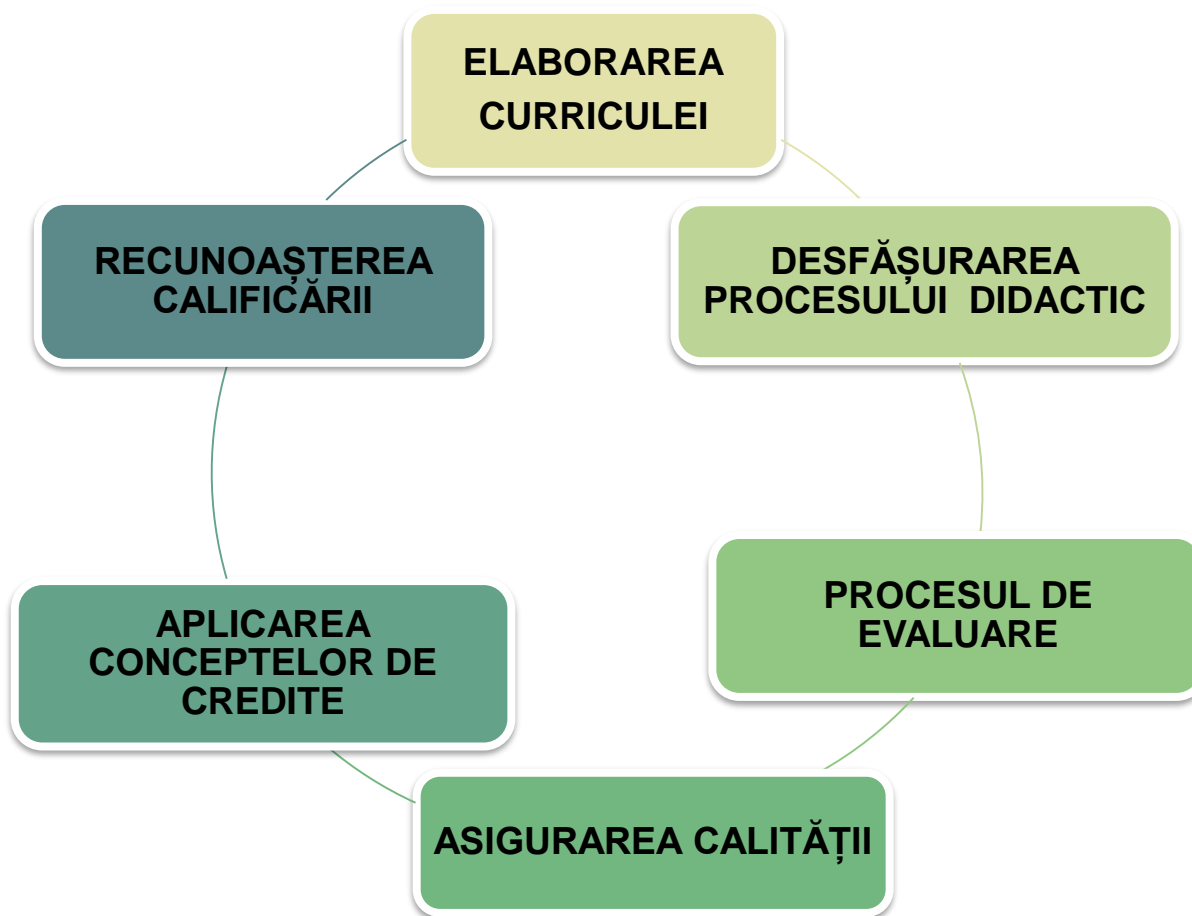 ELABORAREA
CURRICULEI
DESFĂȘURAREA
PROCESULUI  DIDACTIC
PROCESUL DE
EVALUARE
ASIGURAREA CALITĂȚII
APLICAREA
CONCEPTELOR DE
CREDITE
RECUNOAȘTEREA
CALIFICĂRII